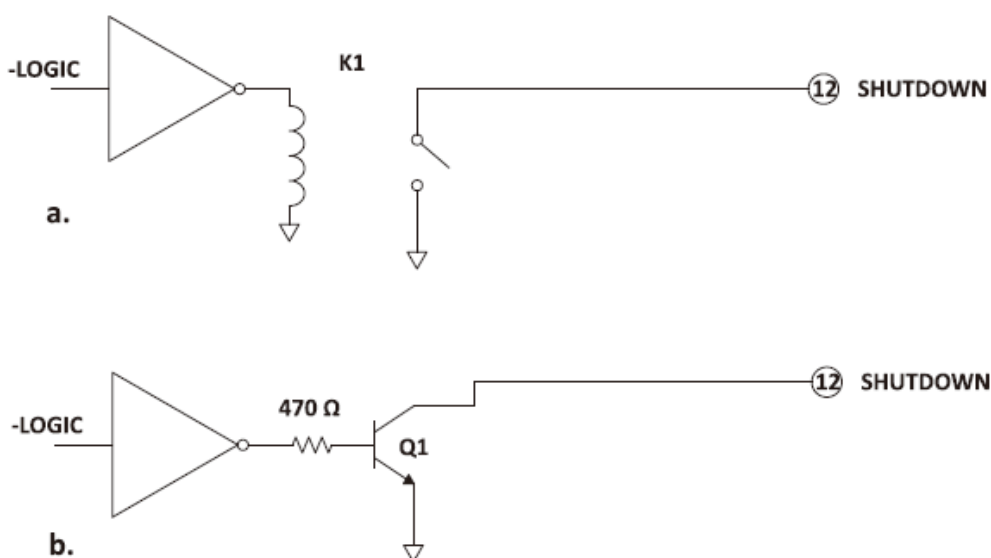 -LOGIC
K1
12 SHUTDOWN
a.
-LOGIC
470 Ω
Q1
12 SHUTDOWN
b.